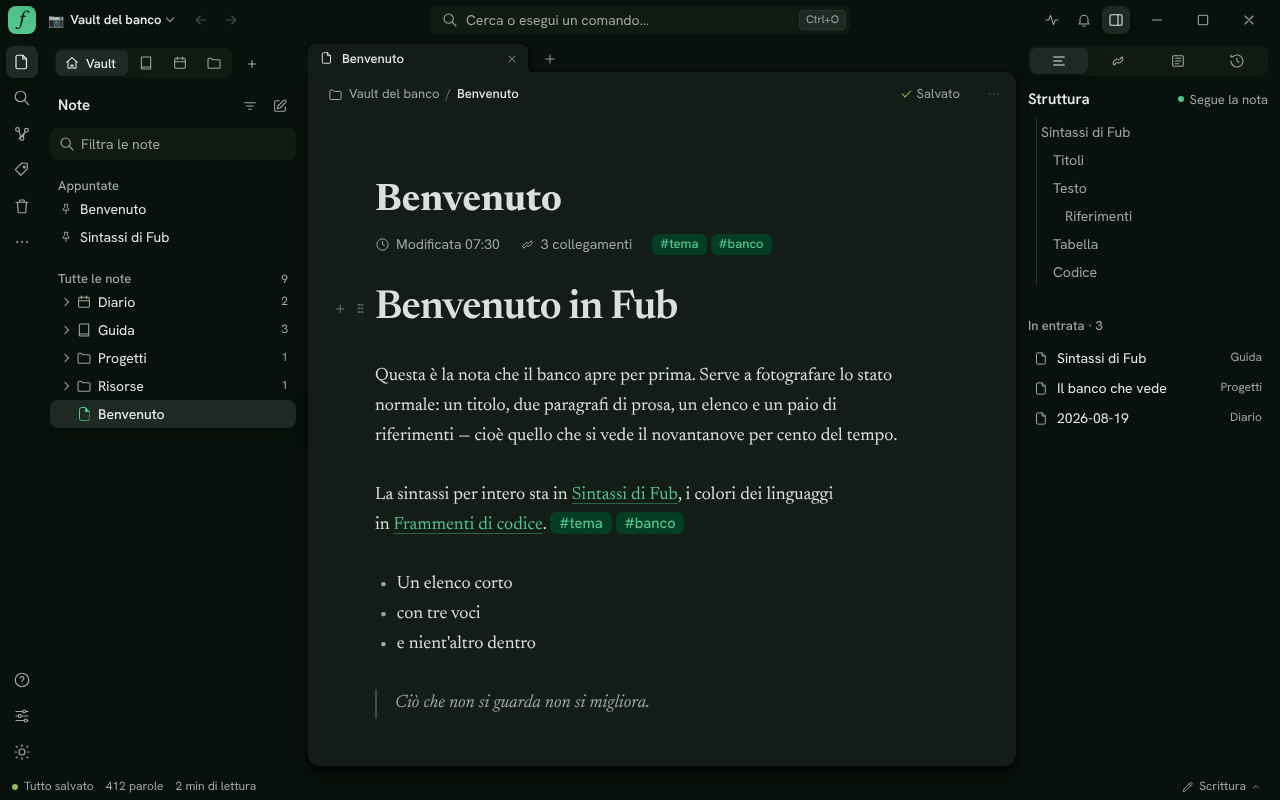 f
Vault del banco
Cerca o esegui un comando...
Ctrl+O
Vault
Note
Filtra le note
Appuntate
Benvenuto
Sintassi di Fub
Tutte le note 9
Diario 2
Guida 3
Progetti 1
Risorse 1
Benvenuto
Benvenuto
Vault del banco / Benvenuto
Salvato
Benvenuto
Modificata 07:30 3 collegamenti #tema #banco
Benvenuto in Fub
Questa è la nota che il banco apre per prima. Serve a fotografare lo stato
normale: un titolo, due paragrafi di prosa, un elenco e un paio di
riferimenti — cioè quello che si vede il novantanove per cento del tempo.
La sintassi per intero sta in Sintassi di Fub, i colori dei linguaggi
in Frammenti di codice. #tema #banco
• Un elenco corto
• con tre voci
• e nient'altro dentro
Ciò che non si guarda non si migliora.
Struttura
Segue la nota
Sintassi di Fub
Titoli
Testo
Riferimenti
Tabella
Codice
In entrata · 3
Sintassi di Fub Guida
Il banco che vede Progetti
2026-08-19 Diario
Tutto salvato 412 parole 2 min di lettura
Scrittura